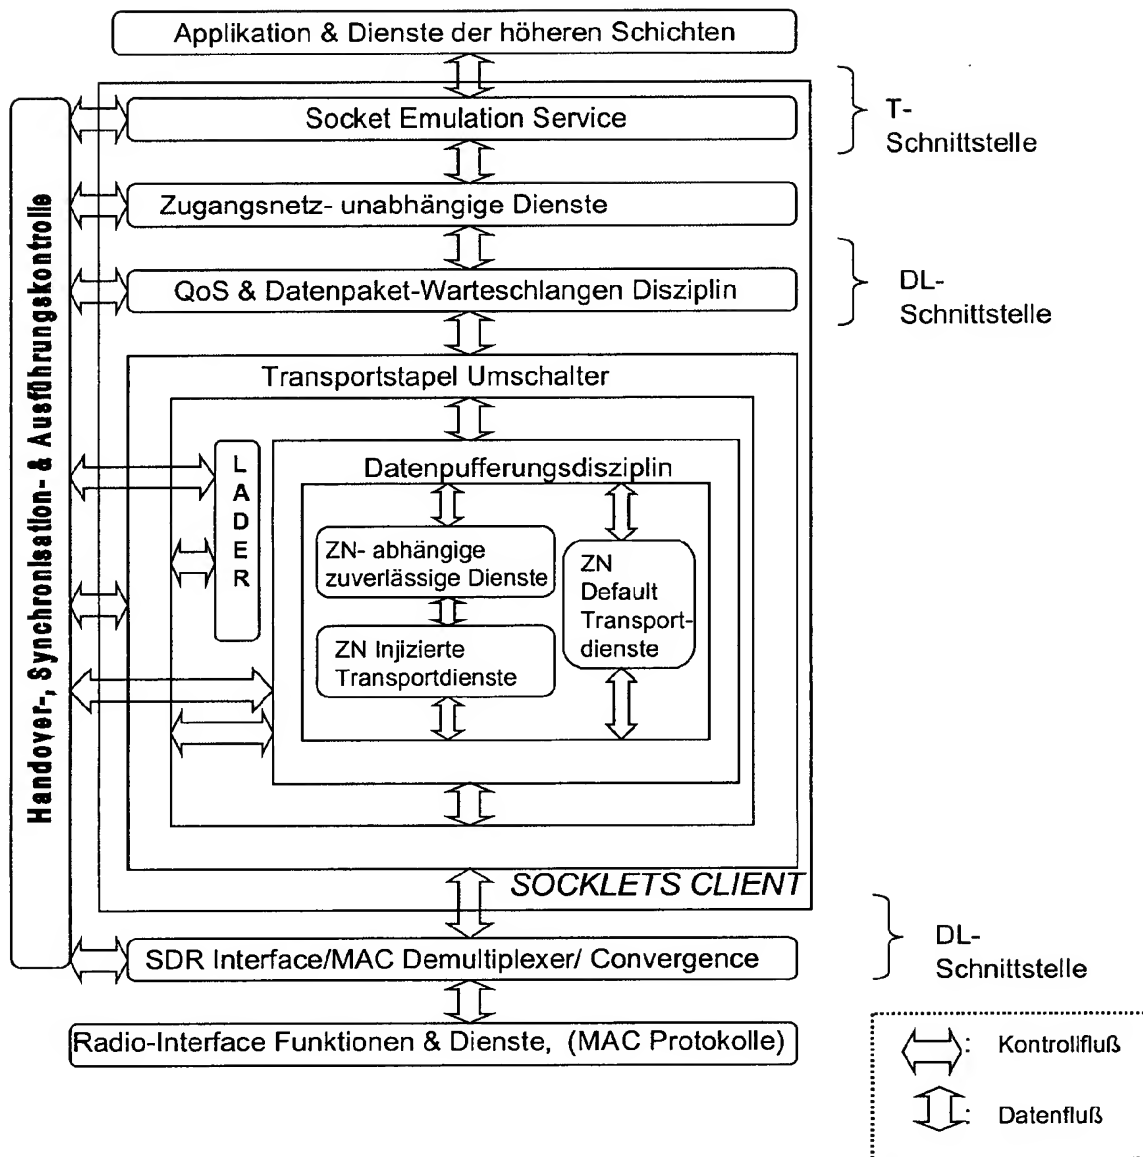 Applikation & Dienste der höheren Schichten
Socket Emulation Service
T-
Schnittstelle
Zugangsnetz- unabhängige Dienste
QoS & Datenpaket-Warteschlangen Disziplin
DL-
Schnittstelle
Handover-, Synchronisation- & Ausführungskontrolle
Transportstapel Umschalter
L
A
D
E
R
Datenpufferungsdisziplin
ZN- abhängige
zuverlässige Dienste
ZN Injizierte
Transportdienste
ZN
Default
Transport-
dienste
SOCKLETS CLIENT
SDR Interface/MAC Demultiplexer/ Convergence
DL-
Schnittstelle
Radio-Interface Funktionen & Dienste, (MAC Protokolle)
: Kontrollfluß
: Datenfluß